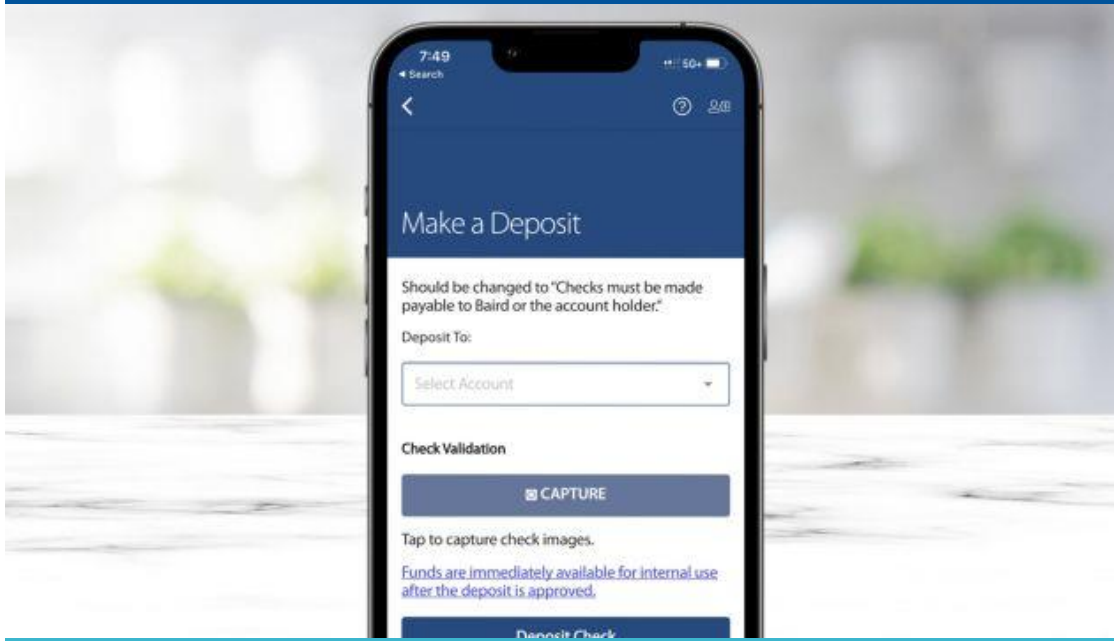 7:49
50+
Search
Make a Deposit
Should be changed to “Checks must be made
payable to Baird or the account holder.”
Deposit To:
Select Account
Check Validation
CAPTURE
Tap to capture check images.
Funds are immediately available for internal use
after the deposit is approved.
Deposit Check